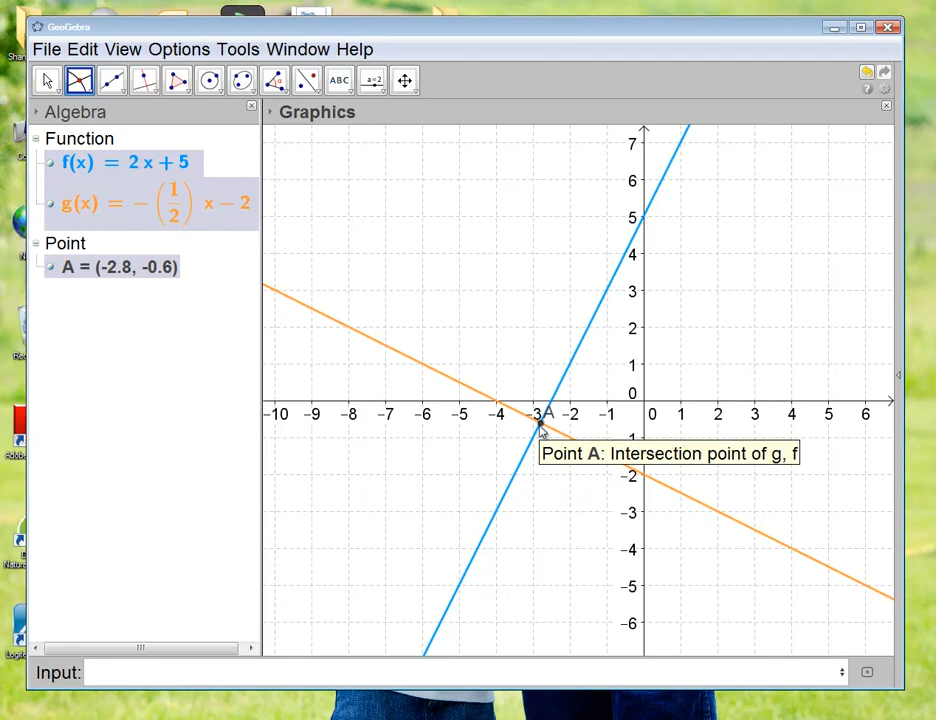 Shar
GeoGebra
File Edit View Options Tools Window Help
ABC
a=2
Algebra
Graphics
Function
f(x) = 2 x + 5
g(x) = − (1/2) x − 2
Point
A = (-2.8, -0.6)
7
6
5
4
3
2
1
0
−10 −9 −8 −7 −6 −5 −4 −3 −2 −1 0 1 2 3 4 5 6
A
Point A: Intersection point of g, f
−2
−3
−4
−5
−6
Input: